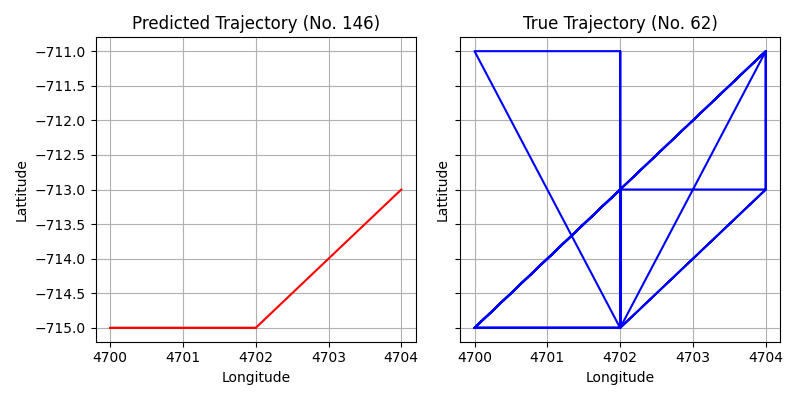 Predicted Trajectory (No. 146)
−711.0
−711.5
−712.0
−712.5
−713.0
−713.5
−714.0
−714.5
−715.0
Lattitude
4700 4701 4702 4703 4704
Longitude
True Trajectory (No. 62)
Lattitude
4700 4701 4702 4703 4704
Longitude